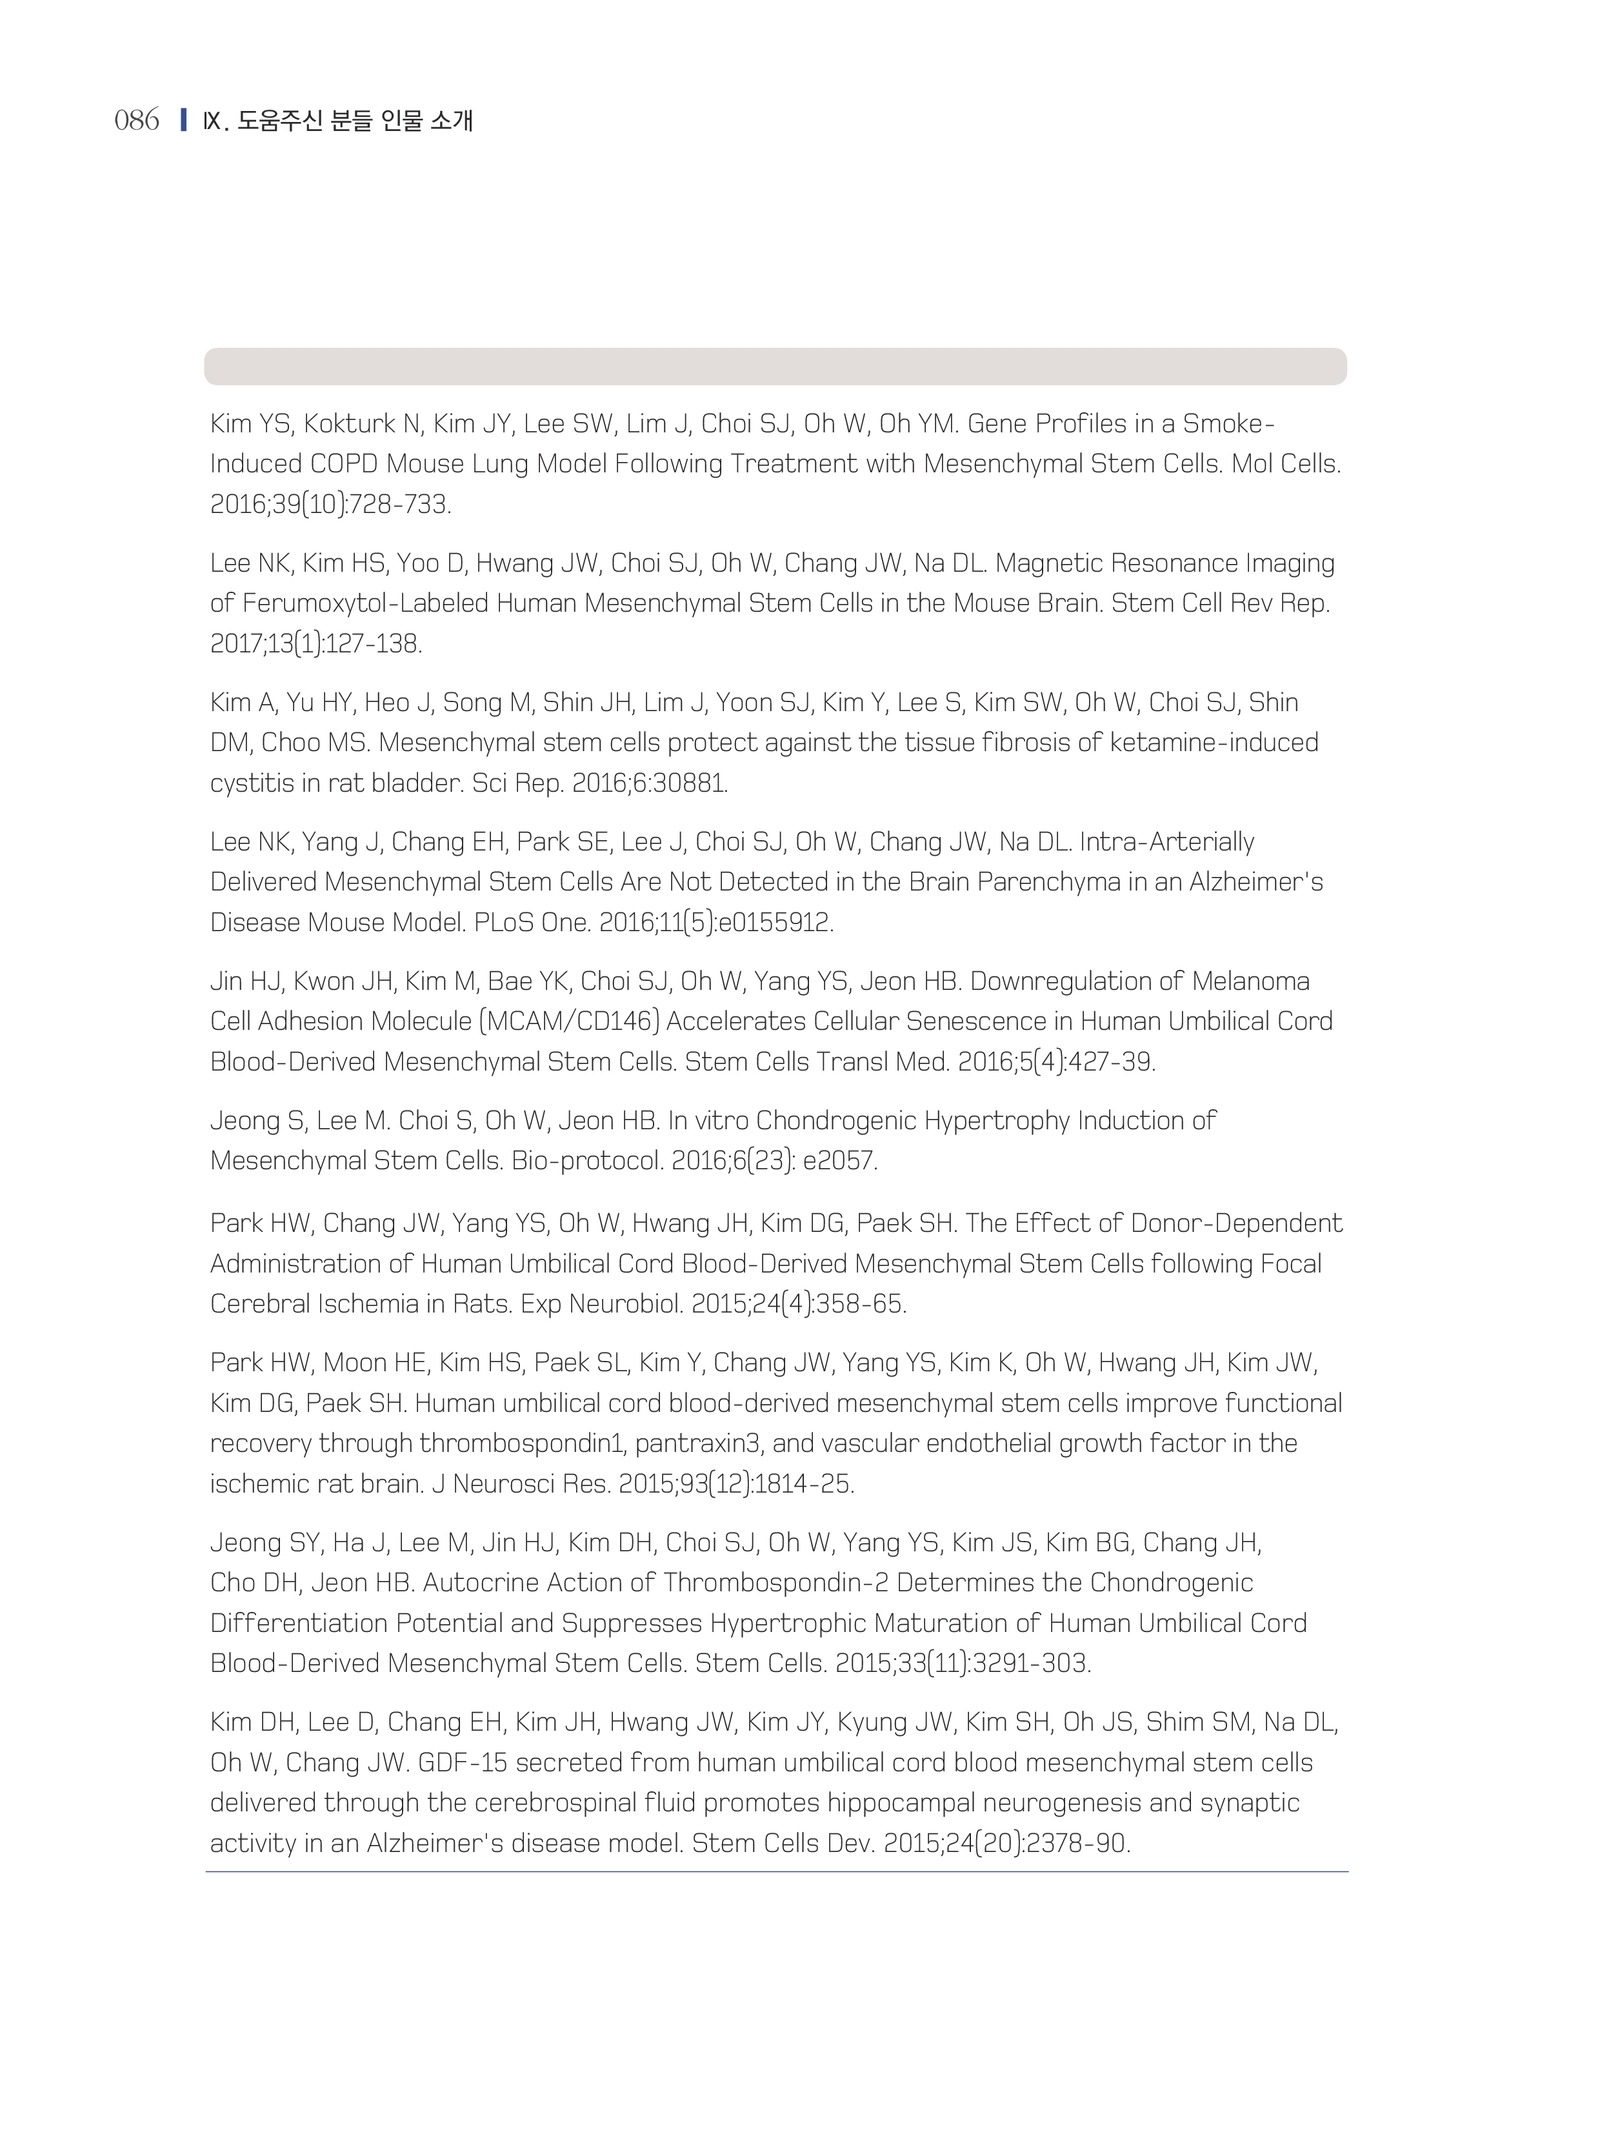 086 Ⅸ. 도움주신 분들 인물 소개
Kim YS, Kokturk N, Kim JY, Lee SW, Lim J, Choi SJ, Oh W, Oh YM. Gene Profiles in a Smoke-
Induced COPD Mouse Lung Model Following Treatment with Mesenchymal Stem Cells. Mol Cells.
2016;39(10):728-733.
Lee NK, Kim HS, Yoo D, Hwang JW, Choi SJ, Oh W, Chang JW, Na DL. Magnetic Resonance Imaging
of Ferumoxytol-Labeled Human Mesenchymal Stem Cells in the Mouse Brain. Stem Cell Rev Rep.
2017;13(1):127-138.
Kim A, Yu HY, Heo J, Song M, Shin JH, Lim J, Yoon SJ, Kim Y, Lee S, Kim SW, Oh W, Choi SJ, Shin
DM, Choo MS. Mesenchymal stem cells protect against the tissue fibrosis of ketamine-induced
cystitis in rat bladder. Sci Rep. 2016;6:30881.
Lee NK, Yang J, Chang EH, Park SE, Lee J, Choi SJ, Oh W, Chang JW, Na DL. Intra-Arterially
Delivered Mesenchymal Stem Cells Are Not Detected in the Brain Parenchyma in an Alzheimer's
Disease Mouse Model. PLoS One. 2016;11(5):e0155912.
Jin HJ, Kwon JH, Kim M, Bae YK, Choi SJ, Oh W, Yang YS, Jeon HB. Downregulation of Melanoma
Cell Adhesion Molecule (MCAM/CD146) Accelerates Cellular Senescence in Human Umbilical Cord
Blood-Derived Mesenchymal Stem Cells. Stem Cells Transl Med. 2016;5(4):427-39.
Jeong S, Lee M. Choi S, Oh W, Jeon HB. In vitro Chondrogenic Hypertrophy Induction of
Mesenchymal Stem Cells. Bio-protocol. 2016;6(23): e2057.
Park HW, Chang JW, Yang YS, Oh W, Hwang JH, Kim DG, Paek SH. The Effect of Donor-Dependent
Administration of Human Umbilical Cord Blood-Derived Mesenchymal Stem Cells following Focal
Cerebral Ischemia in Rats. Exp Neurobiol. 2015;24(4):358-65.
Park HW, Moon HE, Kim HS, Paek SL, Kim Y, Chang JW, Yang YS, Kim K, Oh W, Hwang JH, Kim JW,
Kim DG, Paek SH. Human umbilical cord blood-derived mesenchymal stem cells improve functional
recovery through thrombospondin1, pantraxin3, and vascular endothelial growth factor in the
ischemic rat brain. J Neurosci Res. 2015;93(12):1814-25.
Jeong SY, Ha J, Lee M, Jin HJ, Kim DH, Choi SJ, Oh W, Yang YS, Kim JS, Kim BG, Chang JH,
Cho DH, Jeon HB. Autocrine Action of Thrombospondin-2 Determines the Chondrogenic
Differentiation Potential and Suppresses Hypertrophic Maturation of Human Umbilical Cord
Blood-Derived Mesenchymal Stem Cells. Stem Cells. 2015;33(11):3291-303.
Kim DH, Lee D, Chang EH, Kim JH, Hwang JW, Kim JY, Kyung JW, Kim SH, Oh JS, Shim SM, Na DL,
Oh W, Chang JW. GDF-15 secreted from human umbilical cord blood mesenchymal stem cells
delivered through the cerebrospinal fluid promotes hippocampal neurogenesis and synaptic
activity in an Alzheimer's disease model. Stem Cells Dev. 2015;24(20):2378-90.